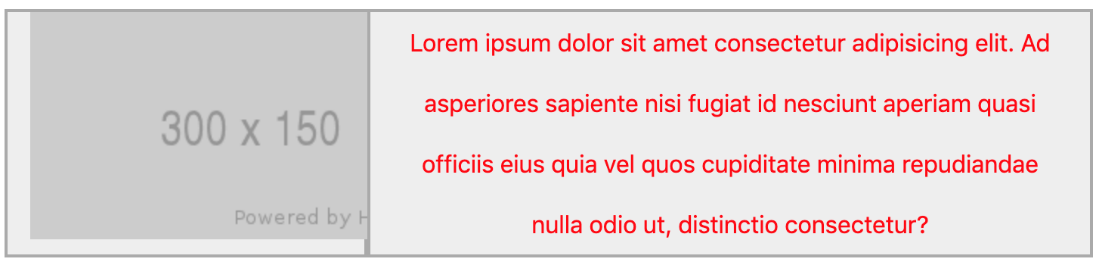 300 x 150
Powered by
Lorem ipsum dolor sit amet consectetur adipisicing elit. Ad
asperiores sapiente nisi fugiat id nesciunt aperiam quasi
officiis eius quia vel quos cupiditate minima repudiandae
nulla odio ut, distinctio consectetur?